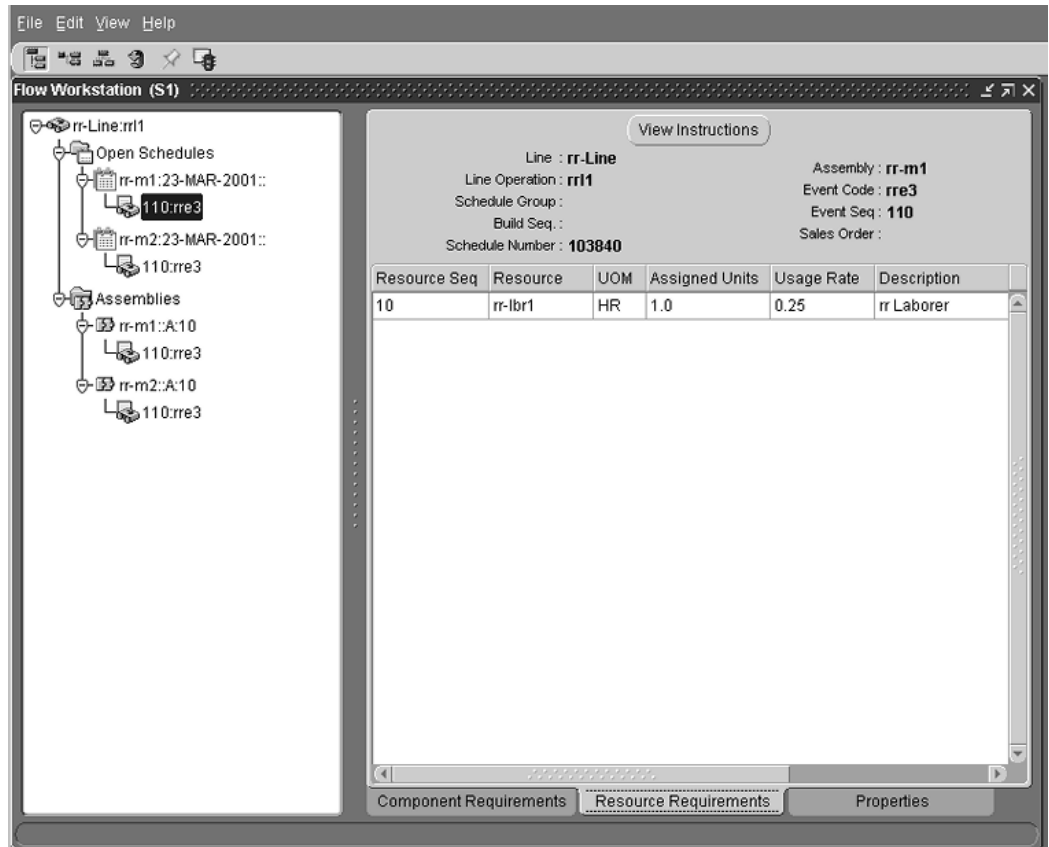 File Edit View Help
Flow Workstation (S1)
rr-Line:rrl1
Open Schedules
rr-m1:23-MAR-2001::
110:rre3
rr-m2:23-MAR-2001::
110:rre3
Assemblies
rr-m1::A:10
110:rre3
rr-m2::A:10
110:rre3
View Instructions
Line : rr-Line
Line Operation : rrl1
Schedule Group :
Build Seq. :
Schedule Number : 103840
Assembly : rr-m1
Event Code : rre3
Event Seq : 110
Sales Order :
Resource Seq Resource UOM Assigned Units Usage Rate Description
10 rr-lbr1 HR 1.0 0.25 rr Laborer
Component Requirements Resource Requirements Properties